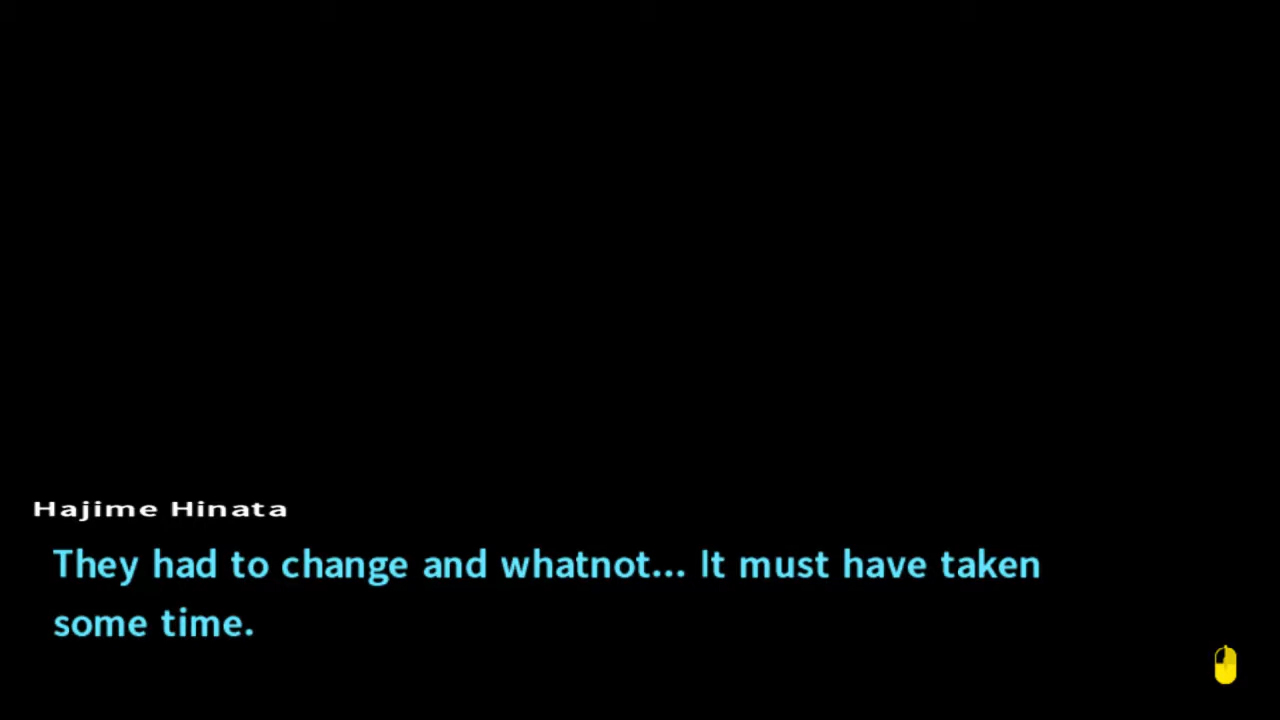 Hajime Hinata
They had to change and whatnot... It must have taken
some time.